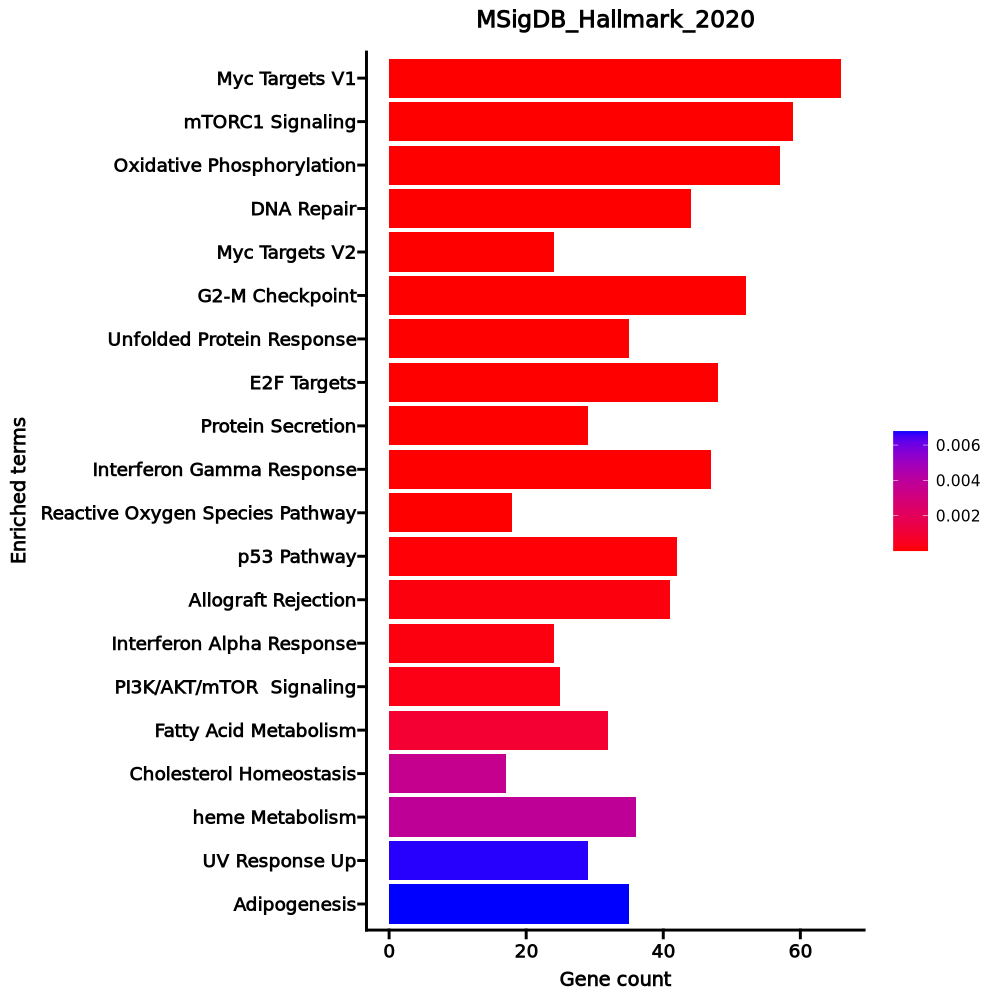 MSigDB_Hallmark_2020
Myc Targets V1
mTORC1 Signaling
Oxidative Phosphorylation
DNA Repair
Myc Targets V2
G2-M Checkpoint
Unfolded Protein Response
E2F Targets
Protein Secretion
Interferon Gamma Response
Reactive Oxygen Species Pathway
p53 Pathway
Allograft Rejection
Interferon Alpha Response
PI3K/AKT/mTOR  Signaling
Fatty Acid Metabolism
Cholesterol Homeostasis
heme Metabolism
UV Response Up
Adipogenesis
Enriched terms
0 20 40 60
Gene count
0.006
0.004
0.002